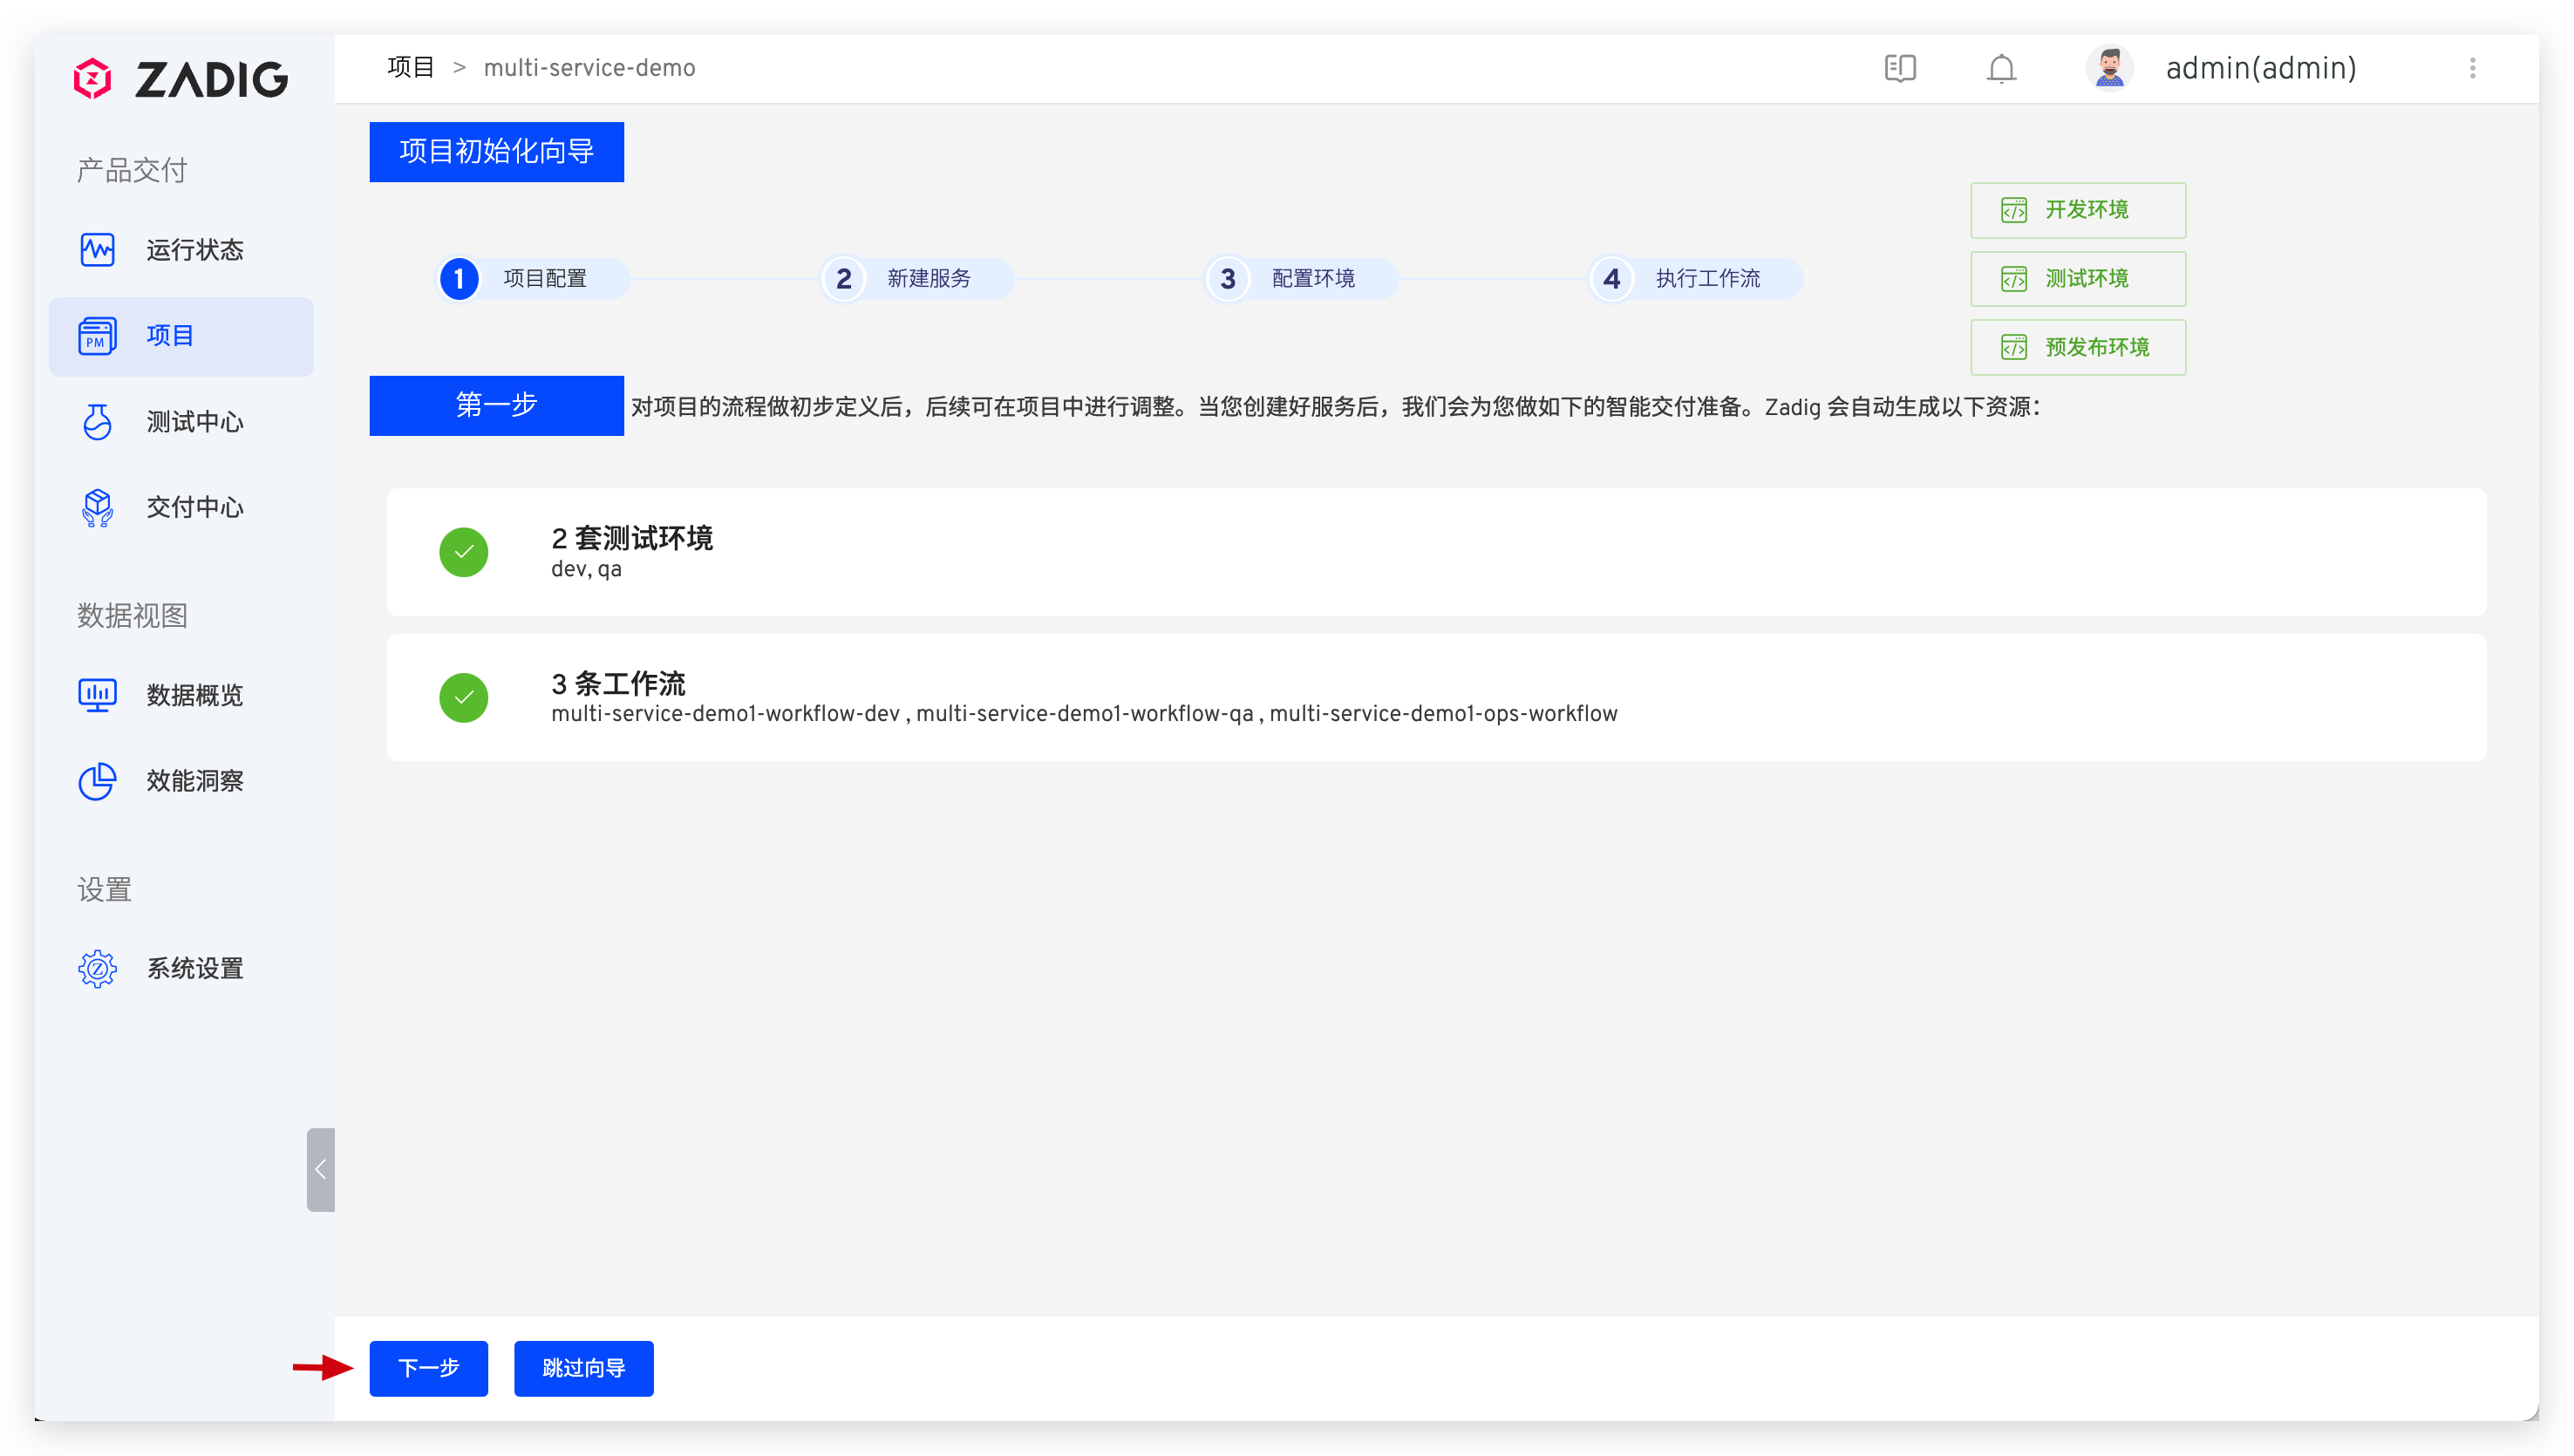 ZADIG
项目 > multi-service-demo
admin(admin)
产品交付
运行状态
PM
项目
测试中心
交付中心
数据视图
数据概览
效能洞察
设置
Z
系统设置
项目初始化向导
1 项目配置
2 新建服务
3 配置环境
4 执行工作流
</> 开发环境
</> 测试环境
</> 预发布环境
第一步 对项目的流程做初步定义后，后续可在项目中进行调整。当您创建好服务后，我们会为您做如下的智能交付准备。Zadig 会自动生成以下资源：
2 套测试环境
dev, qa
3 条工作流
multi-service-demo1-workflow-dev , multi-service-demo1-workflow-qa , multi-service-demo1-ops-workflow
下一步
跳过向导